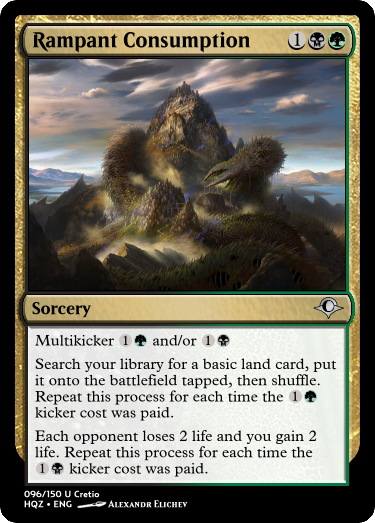 Rampant Consumption 1
Sorcery
Multikicker 1 and/or 1
Search your library for a basic land card, put
it onto the battlefield tapped, then shuffle.
Repeat this process for each time the 1
kicker cost was paid.
Each opponent loses 2 life and you gain 2
life. Repeat this process for each time the
1 kicker cost was paid.
096/150 U Cretio
HQZ • ENG Alexandr Elichev